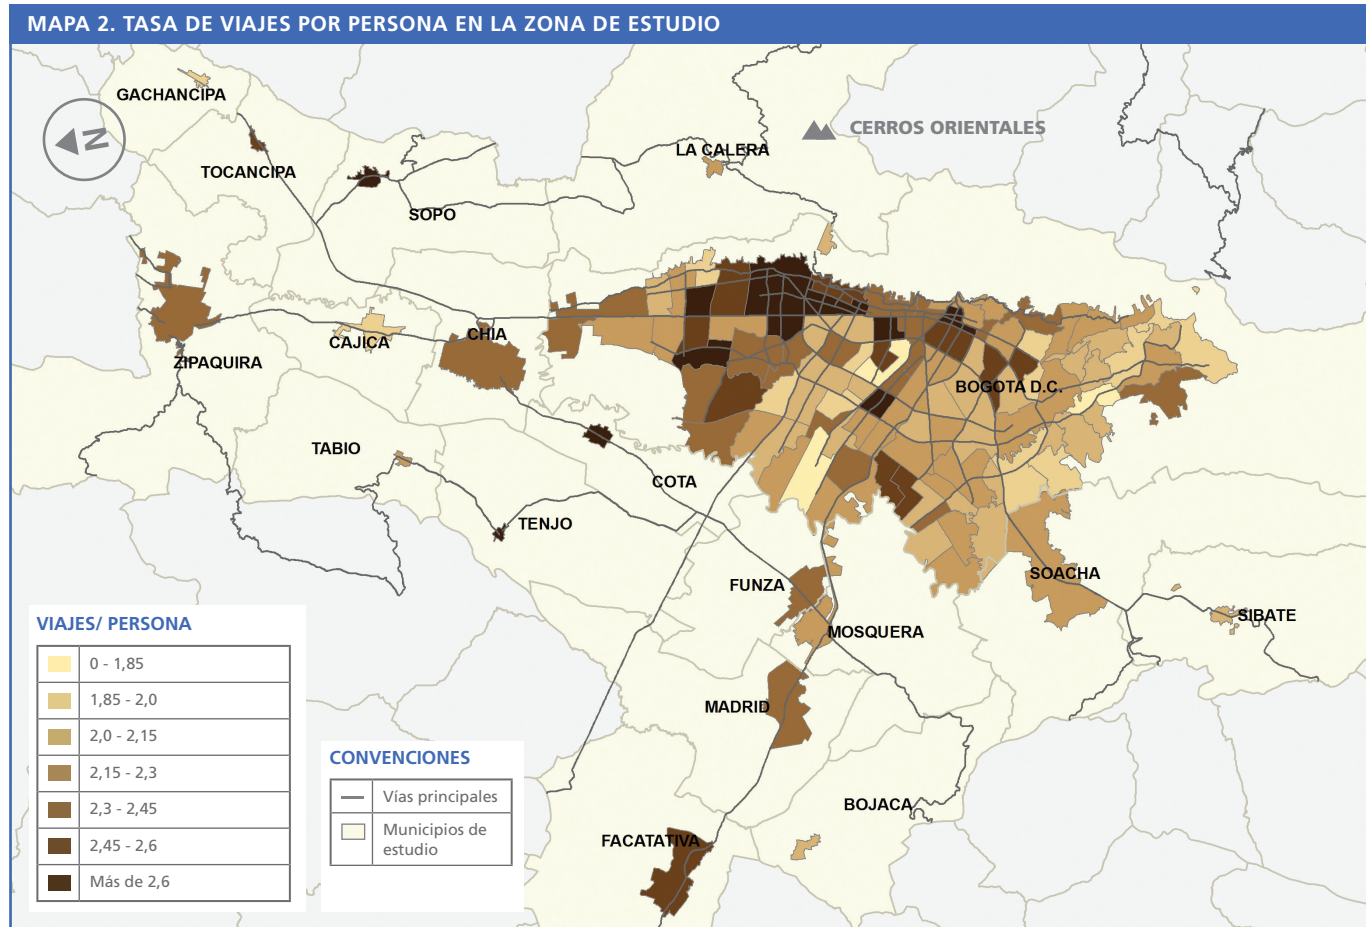 MAPA 2. TASA DE VIAJES POR PERSONA EN LA ZONA DE ESTUDIO
GACHANCIPA
N
CERROS ORIENTALES
LA CALERA
TOCANCIPA
SOPO
CHIA
CAJICA
ZIPAQUIRA
BOGOTA D.C.
TABIO
COTA
TENJO
SOACHA
FUNZA
SIBATE
MOSQUERA
MADRID
BOJACA
FACATATIVA
VIAJES/ PERSONA
0 - 1,85
1,85 - 2,0
2,0 - 2,15
2,15 - 2,3
2,3 - 2,45
2,45 - 2,6
Más de 2,6
CONVENCIONES
Vías principales
Municipios de
estudio